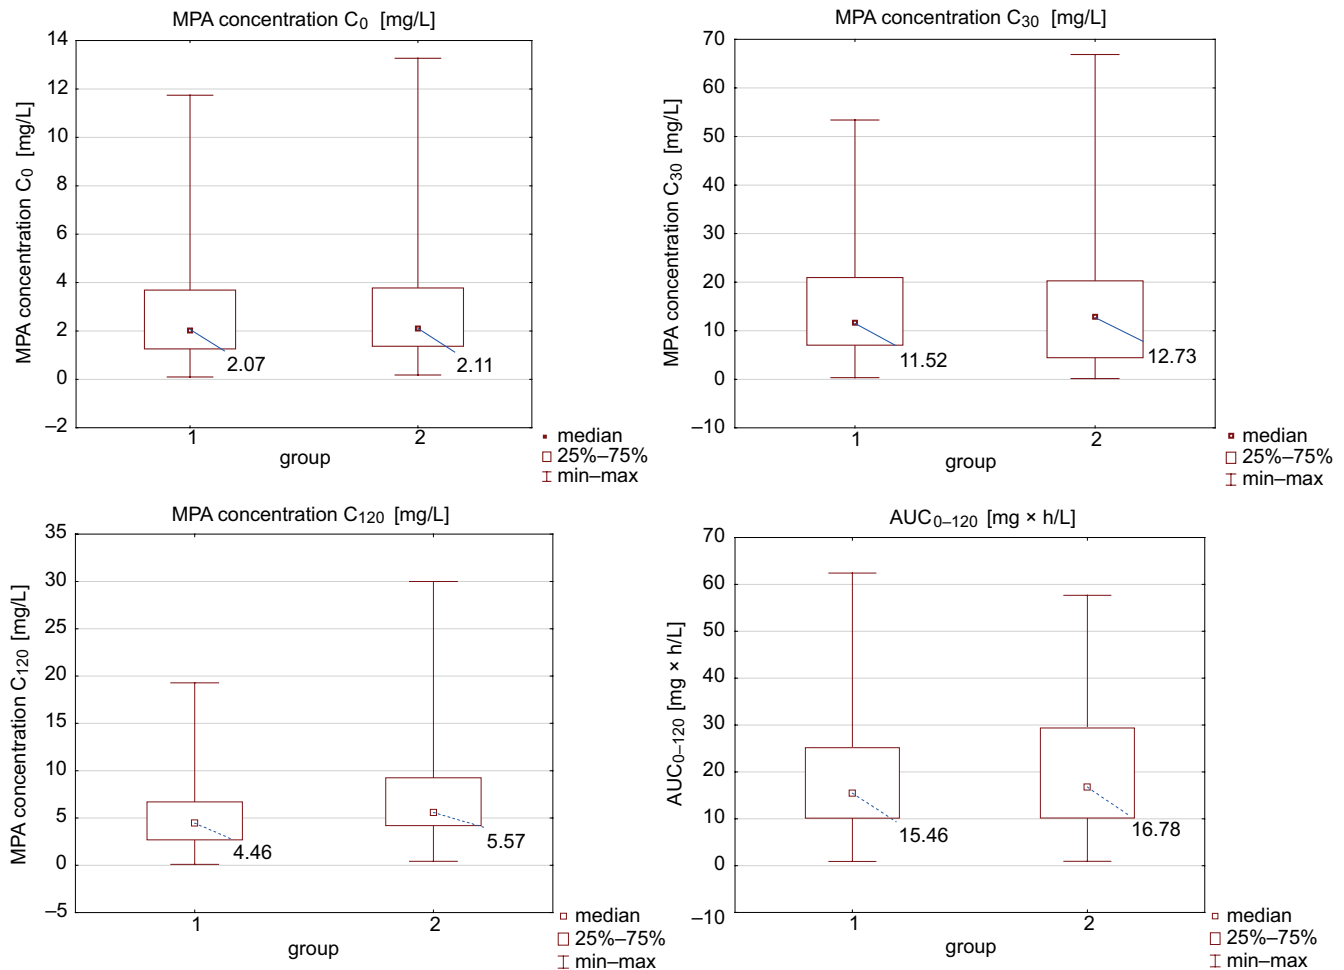 MPA concentration C0 [mg/L]
MPA concentration C0 [mg/L]
14
12
10
8
6
4
2
0
–2
2.07
2.11
1
2
group
median
25%–75%
min–max
MPA concentration C30 [mg/L]
MPA concentration C30 [mg/L]
70
60
50
40
30
20
10
0
–10
11.52
12.73
1
2
group
median
25%–75%
min–max
MPA concentration C120 [mg/L]
MPA concentration C120 [mg/L]
35
30
25
20
15
10
5
0
–5
4.46
5.57
1
2
group
median
25%–75%
min–max
AUC0–120 [mg × h/L]
AUC0–120 [mg × h/L]
70
60
50
40
30
20
10
0
–10
15.46
16.78
1
2
group
median
25%–75%
min–max